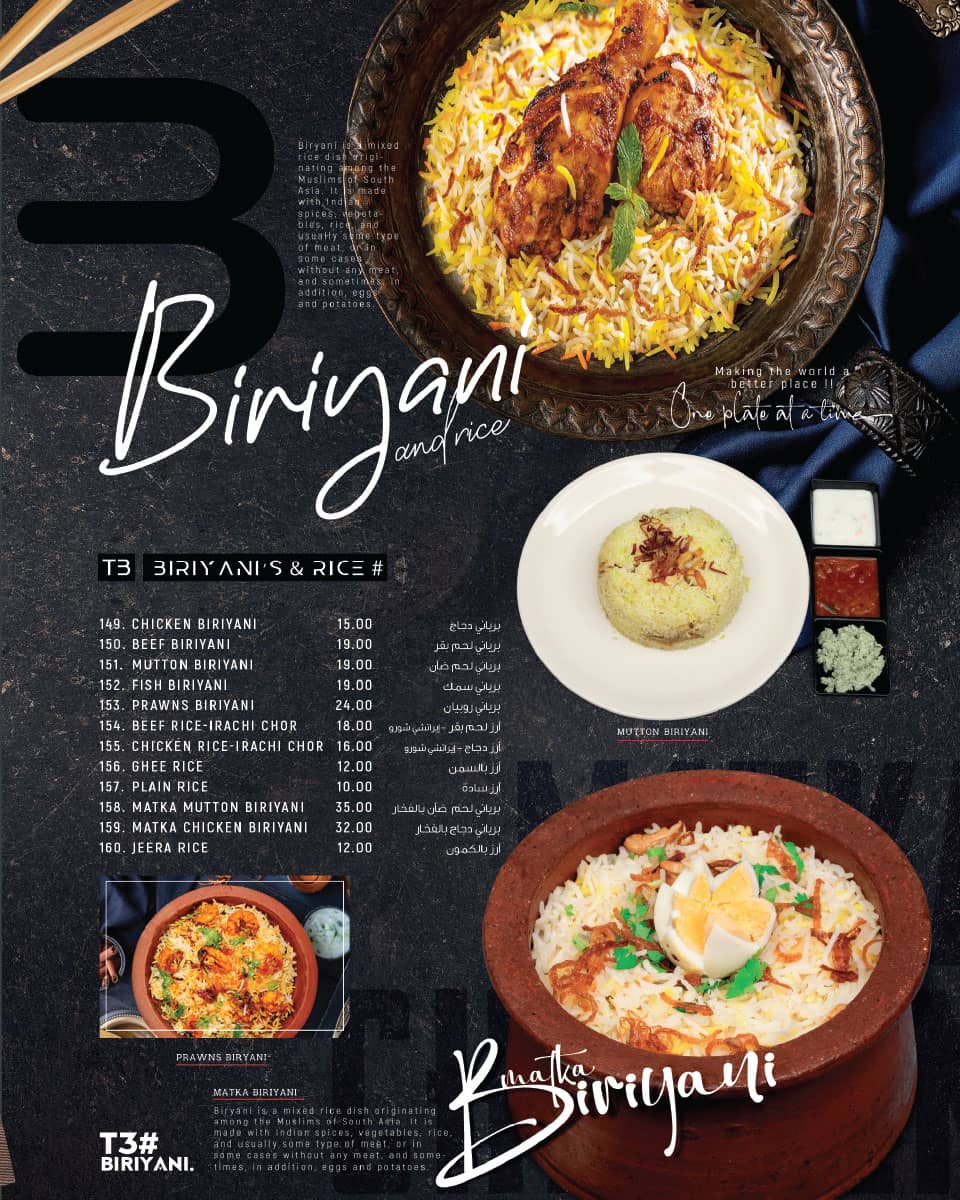 Biryani is a mixed
rice dish origi-
nating among the
Muslims of South
Asia. It is made
with Indian
spices, vegeta-
bles, rice, and
usually some type
of meat, or in
some cases
without any meat,
and sometimes, in
addition, eggs
and potatoes.
Biriyani
and rice
Making the world a
better place !!
One plate at a time
T3 BIRIYANI'S & RICE #
149. CHICKEN BIRIYANI 15.00 برياني دجاج
150. BEEF BIRIYANI 19.00 برياني لحم بقر
151. MUTTON BIRIYANI 19.00 برياني لحم ضأن
152. FISH BIRIYANI 19.00 برياني سمك
153. PRAWNS BIRIYANI 24.00 برياني روبيان
154. BEEF RICE-IRACHI CHOR 18.00 أرز لحم بقر - إيراتشي شورو
155. CHICKEN RICE-IRACHI CHOR 16.00 أرز دجاج - إيراتشي شورو
156. GHEE RICE 12.00 أرز بالسمن
157. PLAIN RICE 10.00 أرز سادة
158. MATKA MUTTON BIRIYANI 35.00 برياني لحم ضأن بالفخار
159. MATKA CHICKEN BIRIYANI 32.00 برياني دجاج بالفخار
160. JEERA RICE 12.00 أرز بالكمون
MUTTON BIRIYANI
PRAWNS BIRYANI-
matka
Biriyani
MATKA BIRIYANI
Biryani is a mixed rice dish originating
among the Muslims of South Asia. It is
made with Indian spices, vegetables, rice,
and usually some type of meet, or in
some cases without any meat, and some-
times, in addition, eggs and potatoes.
T3#
BIRIYANI.